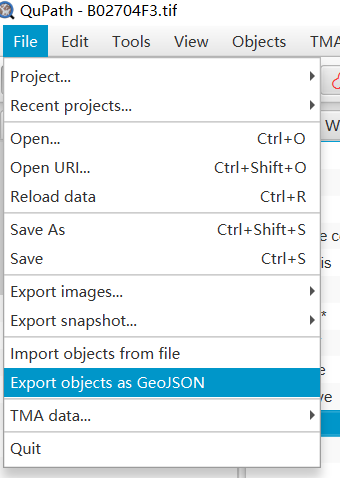 QuPath - B02704F3.tif
File Edit Tools View Objects TMA
Project...
Recent projects...
Open... Ctrl+O
Open URI... Ctrl+Shift+O
Reload data Ctrl+R
Save As Ctrl+Shift+S
Save Ctrl+S
Export images...
Export snapshot...
Import objects from file
Export objects as GeoJSON
TMA data...
Quit